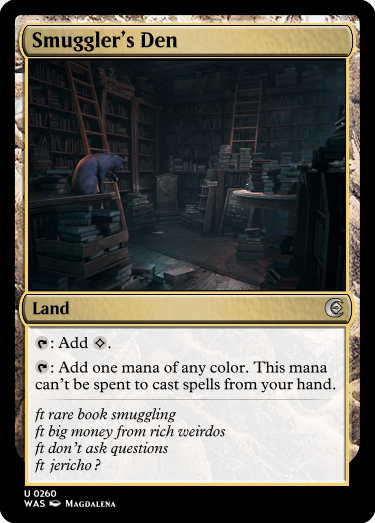 Smuggler's Den
Land
: Add .
: Add one mana of any color. This mana
can't be spent to cast spells from your hand.
ft rare book smuggling
ft big money from rich weirdos
ft don't ask questions
ft jericho?
U 0260
WAS Magdalena